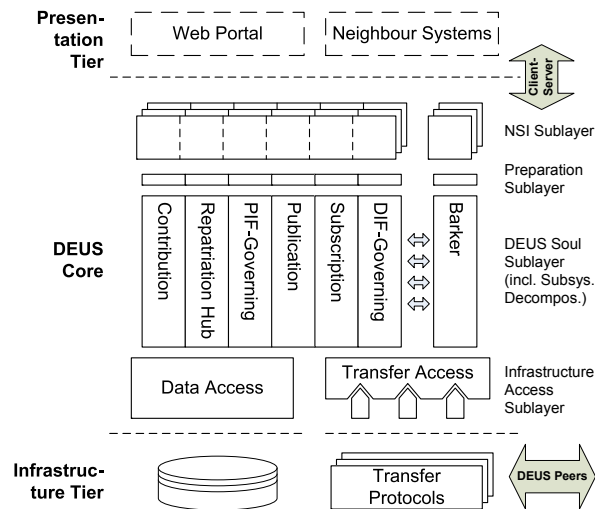 Presen-
tation
Tier
Web Portal
Neighbour Systems
Client-
Server
NSI Sublayer
Preparation
Sublayer
DEUS
Core
Contribution
Repatriation Hub
PIF-Governing
Publication
Subscription
DIF-Governing
Barker
DEUS Soul
Sublayer
(incl. Subsys.
Decompos.)
Data Access
Transfer Access
Infrastructure
Access
Sublayer
Infrastruc-
ture Tier
Transfer
Protocols
DEUS Peers